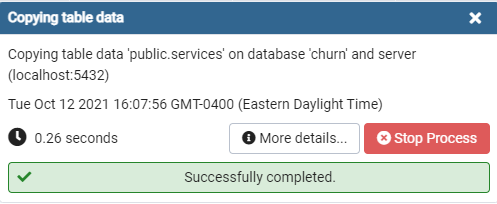 Copying table data
Copying table data 'public.services' on database 'churn' and server
(localhost:5432)
Tue Oct 12 2021 16:07:56 GMT-0400 (Eastern Daylight Time)
0.26 seconds More details... Stop Process
Successfully completed.